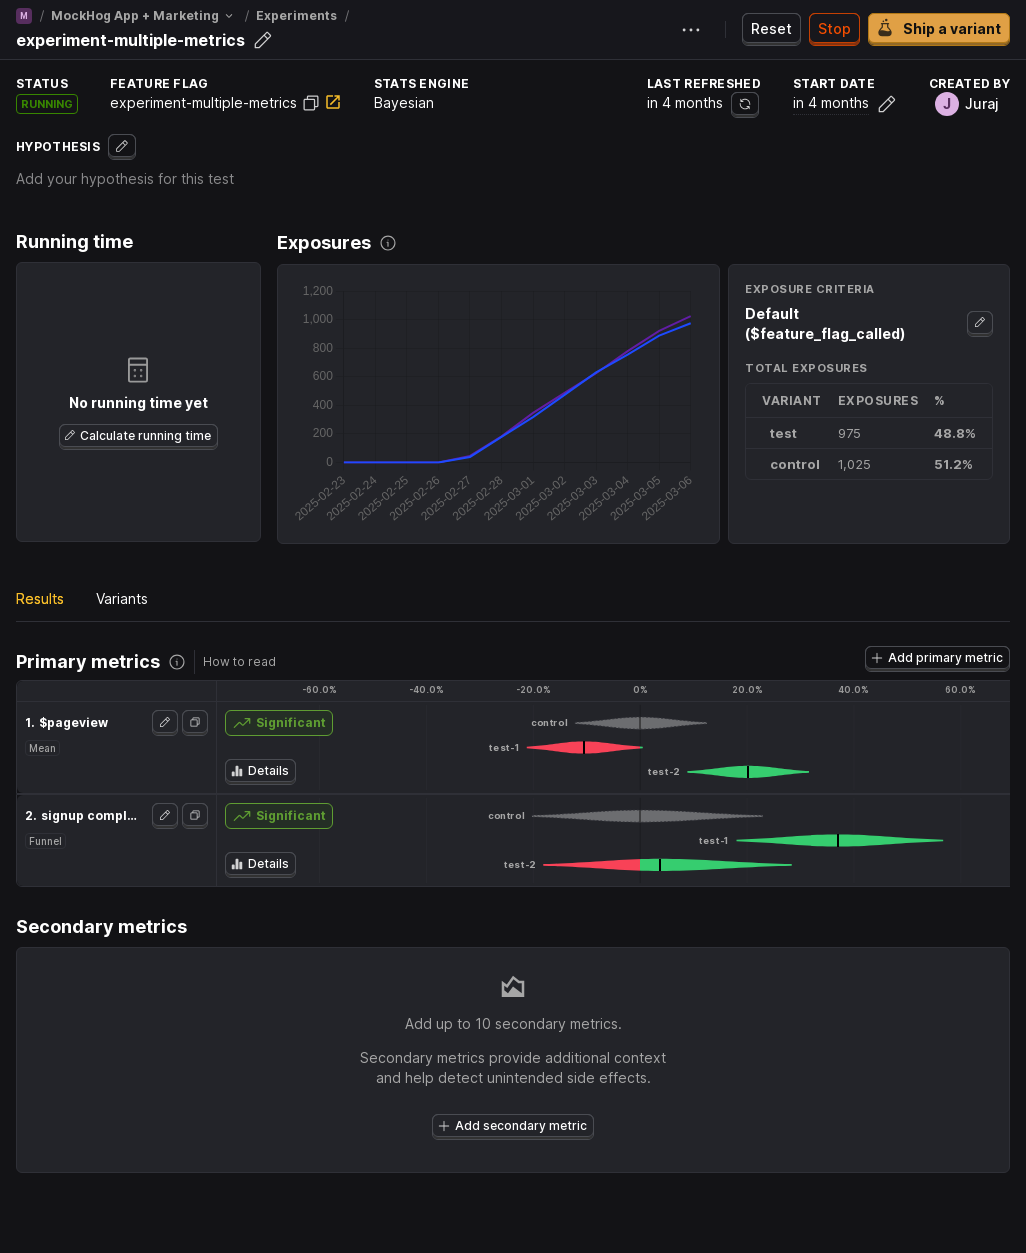 M / MockHog App + Marketing / Experiments /
experiment-multiple-metrics
Reset
Stop
Ship a variant
STATUS
RUNNING
FEATURE FLAG
experiment-multiple-metrics
STATS ENGINE
Bayesian
LAST REFRESHED
in 4 months
START DATE
in 4 months
CREATED BY
J Juraj
HYPOTHESIS
Add your hypothesis for this test
Running time
No running time yet
Calculate running time
Exposures
1,200
1,000
800
600
400
200
0
2025-02-23
2025-02-24
2025-02-25
2025-02-26
2025-02-27
2025-02-28
2025-03-01
2025-03-02
2025-03-03
2025-03-04
2025-03-05
2025-03-06
EXPOSURE CRITERIA
Default
($feature_flag_called)
TOTAL EXPOSURES
VARIANT EXPOSURES %
test 975 48.8%
control 1,025 51.2%
Results Variants
Primary metrics
How to read
Add primary metric
-60.0% -40.0% -20.0% 0% 20.0% 40.0% 60.0%
1. $pageview
Mean
Significant
Details
control
test-1
test-2
2. signup compl...
Funnel
Significant
Details
control
test-1
test-2
Secondary metrics
Add up to 10 secondary metrics.
Secondary metrics provide additional context
and help detect unintended side effects.
Add secondary metric